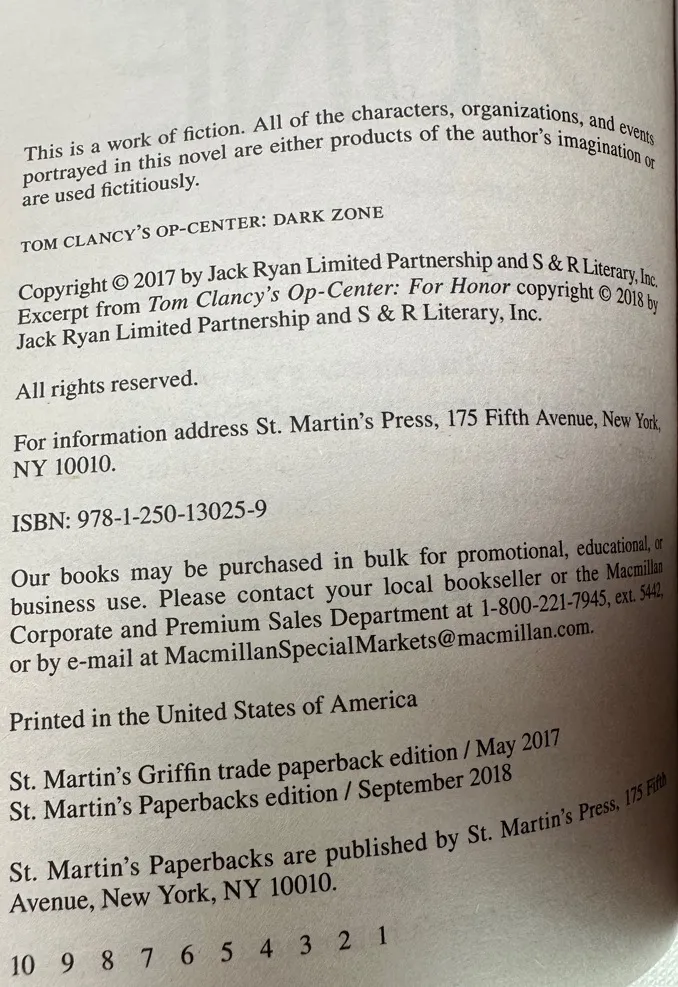 This is a work of fiction. All of the characters, organizations, and events
portrayed in this novel are either products of the author's imagination or
are used fictitiously.
TOM CLANCY'S OP-CENTER: DARK ZONE
Copyright © 2017 by Jack Ryan Limited Partnership and S & R Literary, Inc.
Excerpt from Tom Clancy's Op-Center: For Honor copyright © 2018 by
Jack Ryan Limited Partnership and S & R Literary, Inc.
All rights reserved.
For information address St. Martin's Press, 175 Fifth Avenue, New York,
NY 10010.
ISBN: 978-1-250-13025-9
Our books may be purchased in bulk for promotional, educational, or
business use. Please contact your local bookseller or the Macmillan
Corporate and Premium Sales Department at 1-800-221-7945, ext. 5442,
or by e-mail at MacmillanSpecialMarkets@macmillan.com.
Printed in the United States of America
St. Martin's Griffin trade paperback edition / May 2017
St. Martin's Paperbacks edition / September 2018
St. Martin's Paperbacks are published by St. Martin's Press, 175 Fifth
Avenue, New York, NY 10010.
10 9 8 7 6 5 4 3 2 1